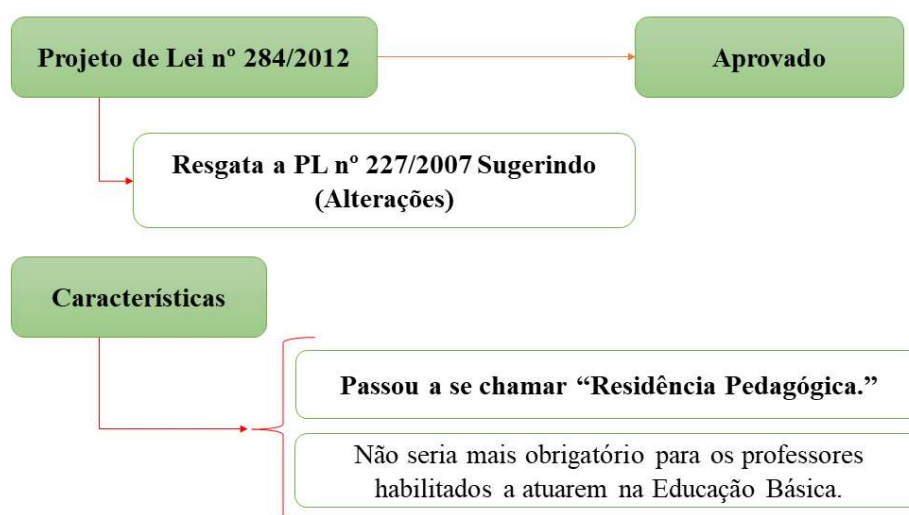 Projeto de Lei nº 284/2012
Aprovado
Resgata a PL nº 227/2007 Sugerindo
(Alterações)
Características
Passou a se chamar “Residência Pedagógica.”
Não seria mais obrigatório para os professores
habilitados a atuarem na Educação Básica.